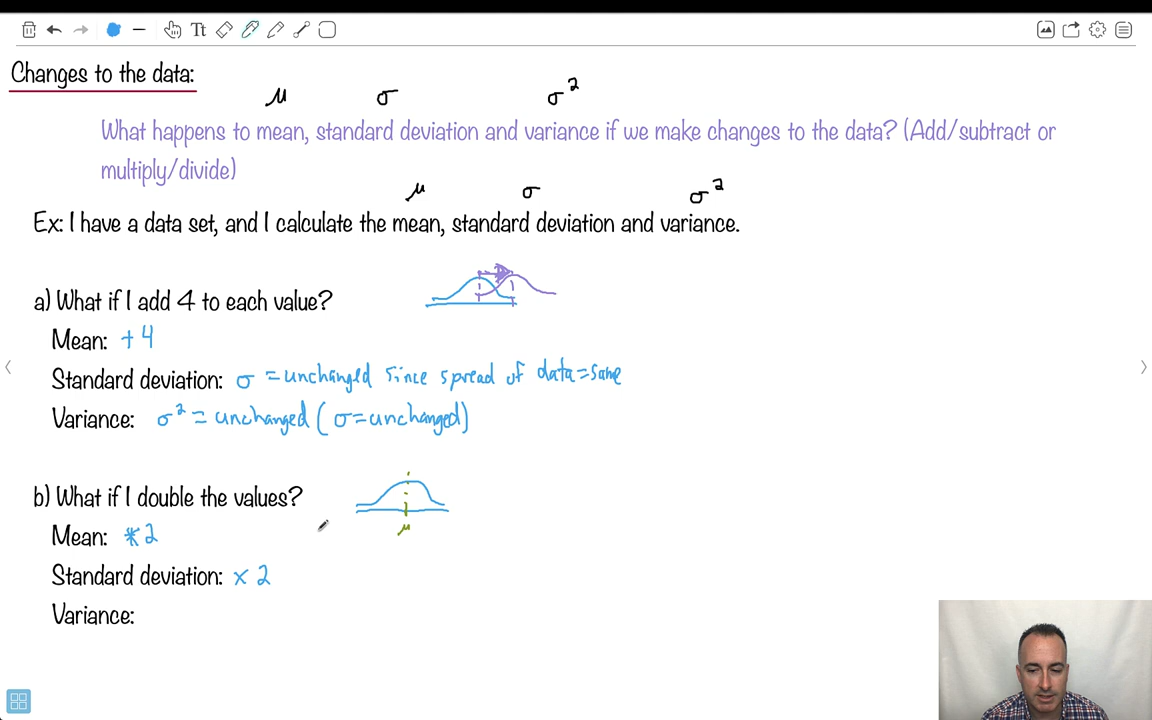 Tt
Changes to the data:
μ σ σ²
What happens to mean, standard deviation and variance if we make changes to the data? (Add/subtract or
multiply/divide)
μ σ σ²
Ex: I have a data set, and I calculate the mean, standard deviation and variance.
a) What if I add 4 to each value?
Mean: +4
Standard deviation: σ = unchanged since spread of data = same
Variance: σ² = unchanged (σ = unchanged)
b) What if I double the values?
Mean: *2
μ
Standard deviation: × 2
Variance: